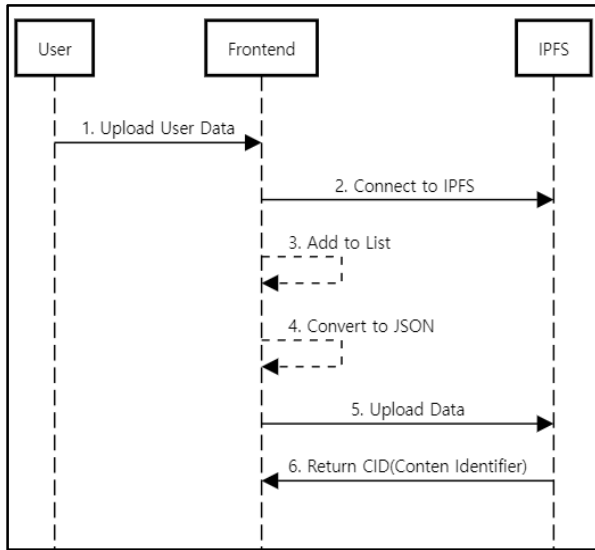 User
Frontend
IPFS
1. Upload User Data
2. Connect to IPFS
3. Add to List
4. Convert to JSON
5. Upload Data
6. Return CID(Conten Identifier)